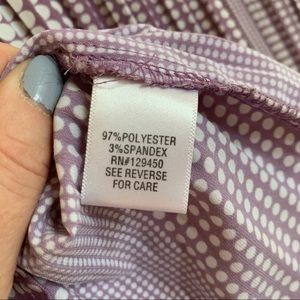 97%POLYESTER
3%SPANDEX
RN#129450
SEE REVERSE
FOR CARE